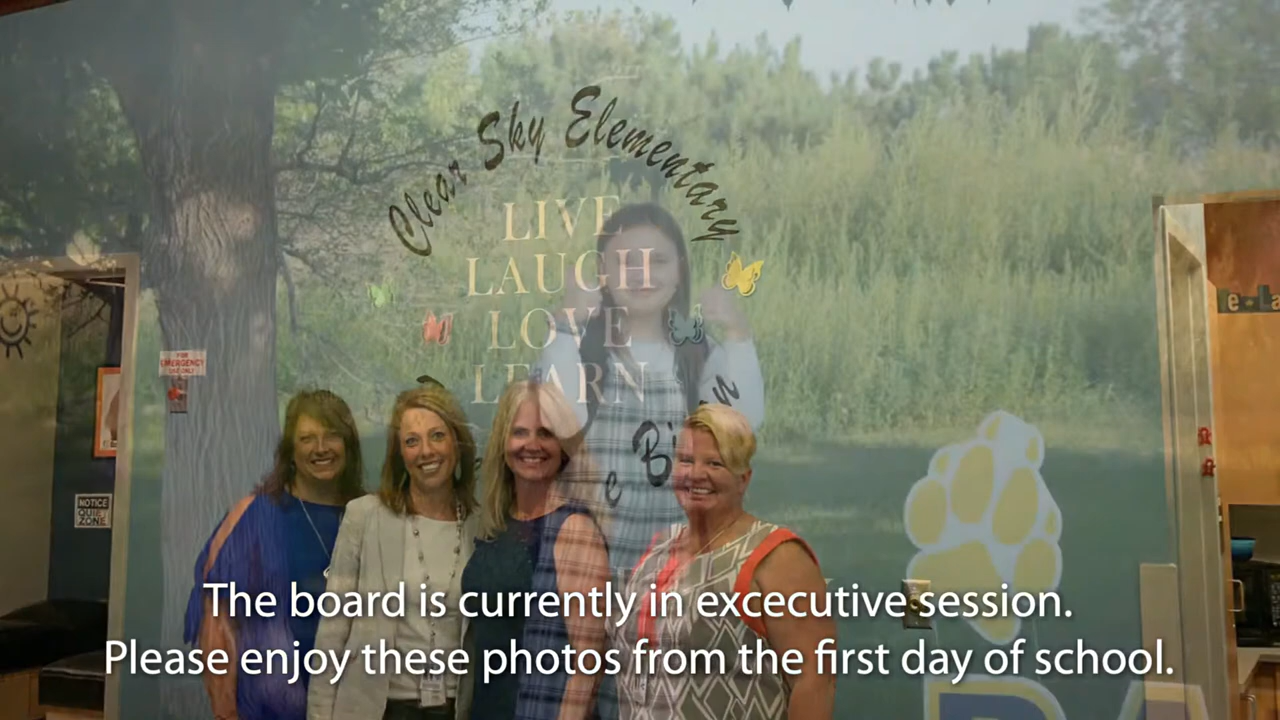 Clear Sky Elementary
LIVE
LAUGH
LOVE
LEARN
FOR
EMERGENCY
USE ONLY
NOTICE
QUIET
ZONE
The board is currently in excecutive session.
Please enjoy these photos from the first day of school.